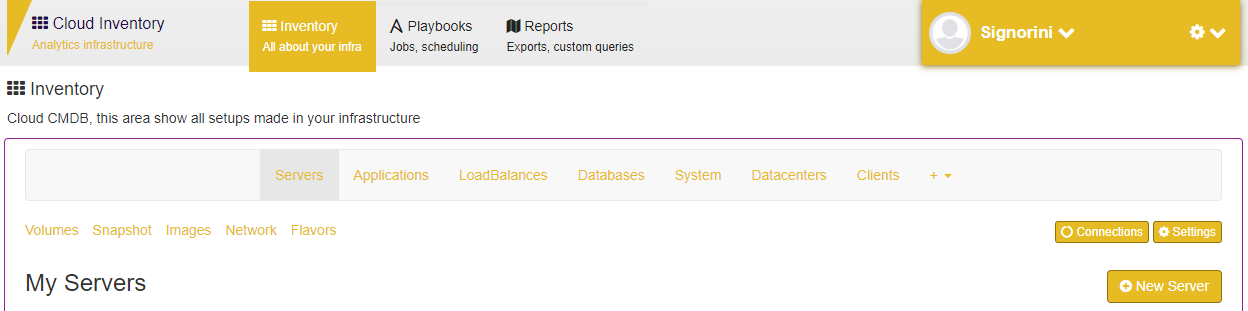 Cloud Inventory
Analytics infrastructure
Inventory
All about your infra
Playbooks
Jobs, scheduling
Reports
Exports, custom queries
Signorini
Inventory
Cloud CMDB, this area show all setups made in your infrastructure
Servers Applications LoadBalances Databases System Datacenters Clients +
Volumes Snapshot Images Network Flavors
Connections Settings
My Servers
New Server